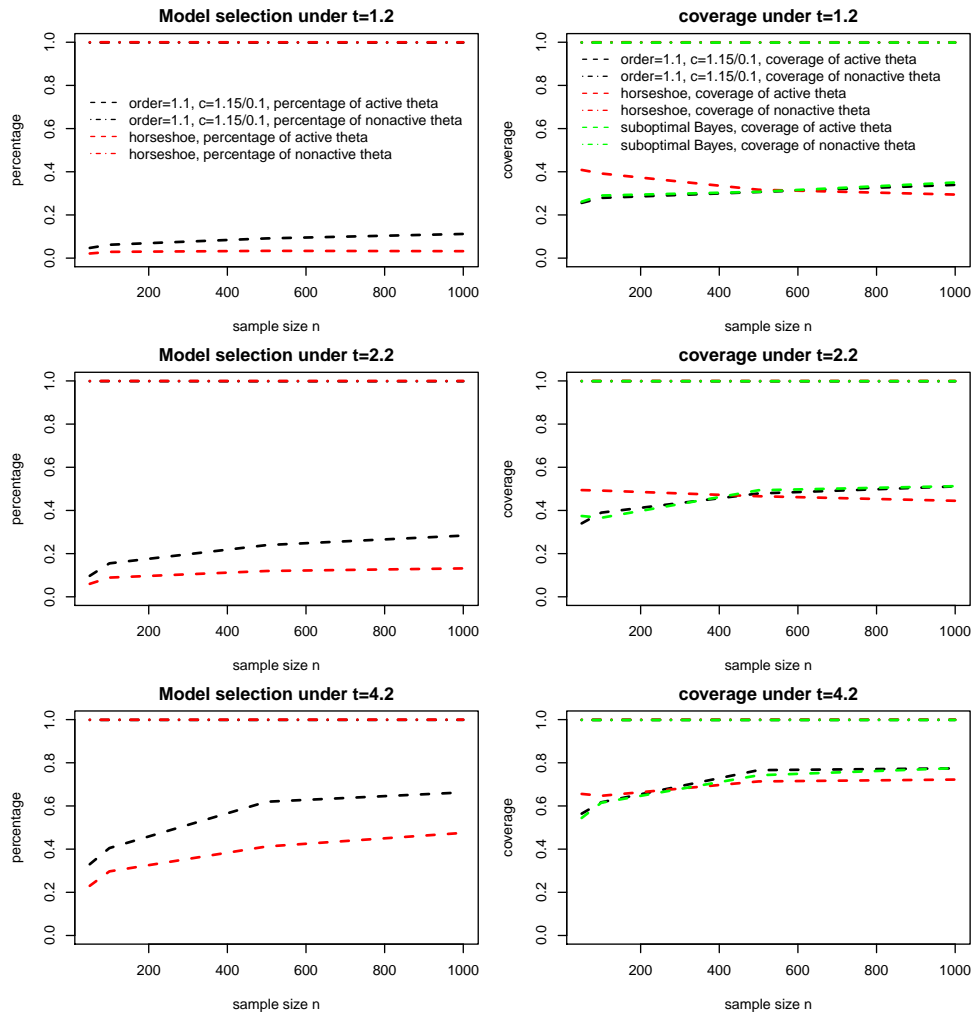 Model selection under t=1.2
percentage
0.0 0.2 0.4 0.6 0.8 1.0
order=1.1, c=1.15/0.1, percentage of active theta
order=1.1, c=1.15/0.1, percentage of nonactive theta
horseshoe, percentage of active theta
horseshoe, percentage of nonactive theta
200 400 600 800 1000
sample size n
coverage under t=1.2
coverage
0.0 0.2 0.4 0.6 0.8 1.0
order=1.1, c=1.15/0.1, coverage of active theta
order=1.1, c=1.15/0.1, coverage of nonactive theta
horseshoe, coverage of active theta
horseshoe, coverage of nonactive theta
suboptimal Bayes, coverage of active theta
suboptimal Bayes, coverage of nonactive theta
200 400 600 800 1000
sample size n
Model selection under t=2.2
percentage
0.0 0.2 0.4 0.6 0.8 1.0
200 400 600 800 1000
sample size n
coverage under t=2.2
coverage
0.0 0.2 0.4 0.6 0.8 1.0
200 400 600 800 1000
sample size n
Model selection under t=4.2
percentage
0.0 0.2 0.4 0.6 0.8 1.0
200 400 600 800 1000
sample size n
coverage under t=4.2
coverage
0.0 0.2 0.4 0.6 0.8 1.0
200 400 600 800 1000
sample size n